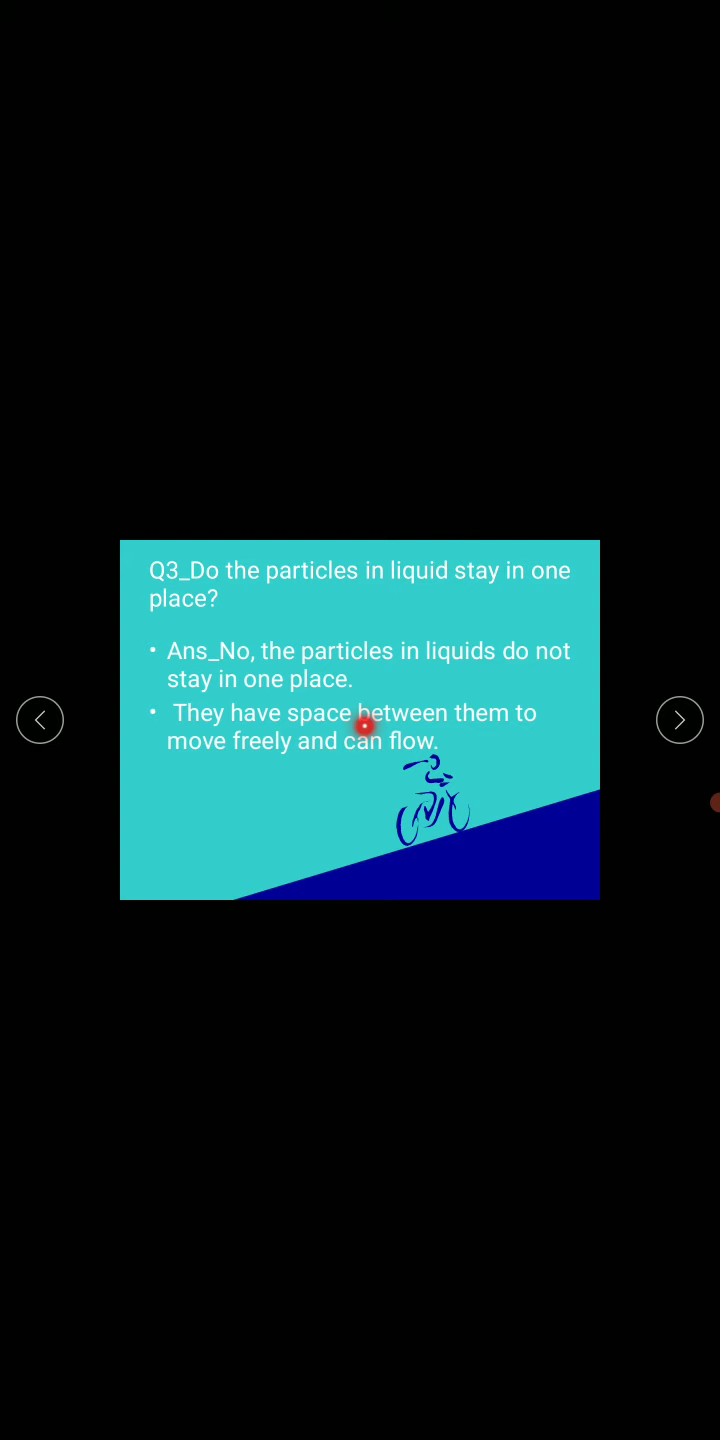 Q3_Do the particles in liquid stay in one
place?
• Ans_No, the particles in liquids do not
stay in one place.
• They have space between them to
move freely and can flow.